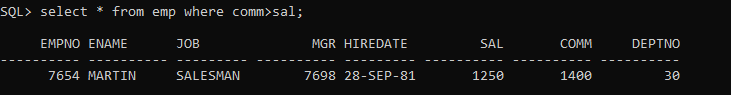 SQL> select * from emp where comm>sal;
EMPNO ENAME JOB MGR HIREDATE SAL COMM DEPTNO
---------- ---------- --------- ---------- --------- ---------- ---------- ----------
7654 MARTIN SALESMAN 7698 28-SEP-81 1250 1400 30